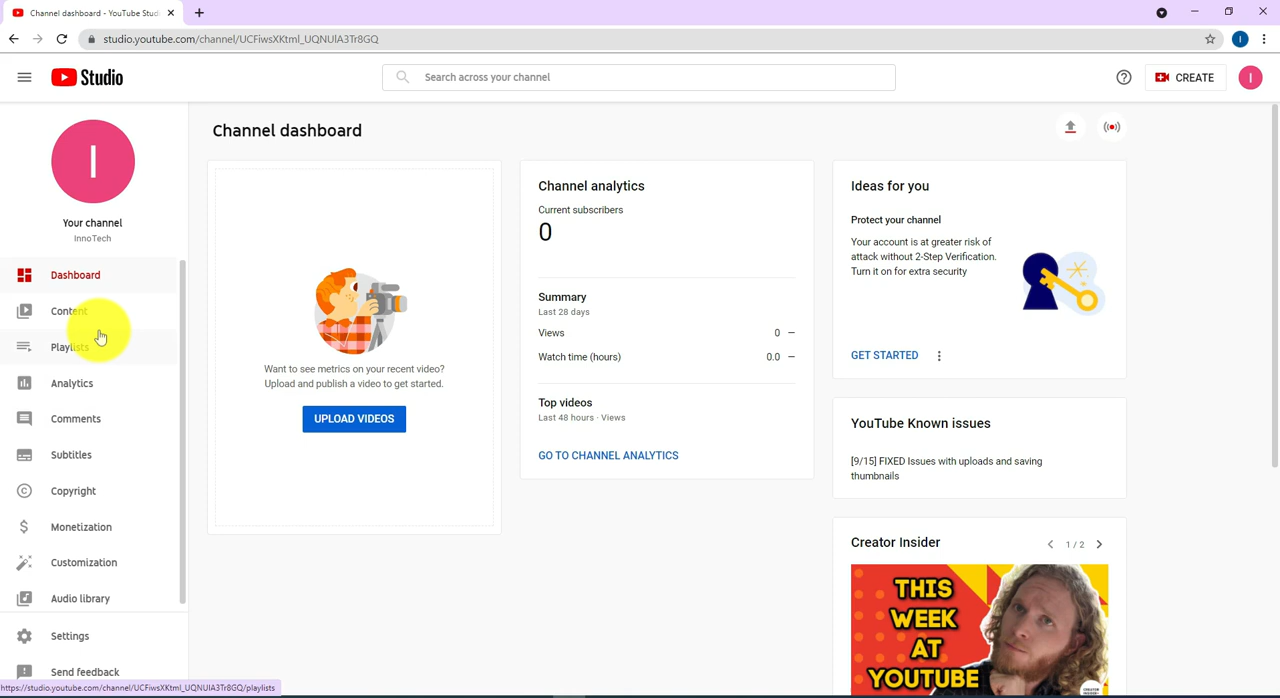 Channel dashboard - YouTube Stud
studio.youtube.com/channel/UCFiwsXKtml_UQNUlA3Tr8GQ
I
Studio
Search across your channel
CREATE
I
I
Your channel
InnoTech
Dashboard
Content
Playlists
Analytics
Comments
Subtitles
Copyright
Monetization
Customization
Audio library
Settings
Send feedback
https://studio.youtube.com/channel/UCFiwsXKtml_UQNUlA3Tr8GQ/playlists
Channel dashboard
Want to see metrics on your recent video?
Upload and publish a video to get started.
UPLOAD VIDEOS
Channel analytics
Current subscribers
0
Summary
Last 28 days
Views 0 —
Watch time (hours) 0.0 —
Top videos
Last 48 hours · Views
GO TO CHANNEL ANALYTICS
Ideas for you
Protect your channel
Your account is at greater risk of
attack without 2-Step Verification.
Turn it on for extra security
GET STARTED
YouTube Known issues
[9/15] FIXED Issues with uploads and saving
thumbnails
Creator Insider
1 / 2
THIS
WEEK
AT
YOUTUBE